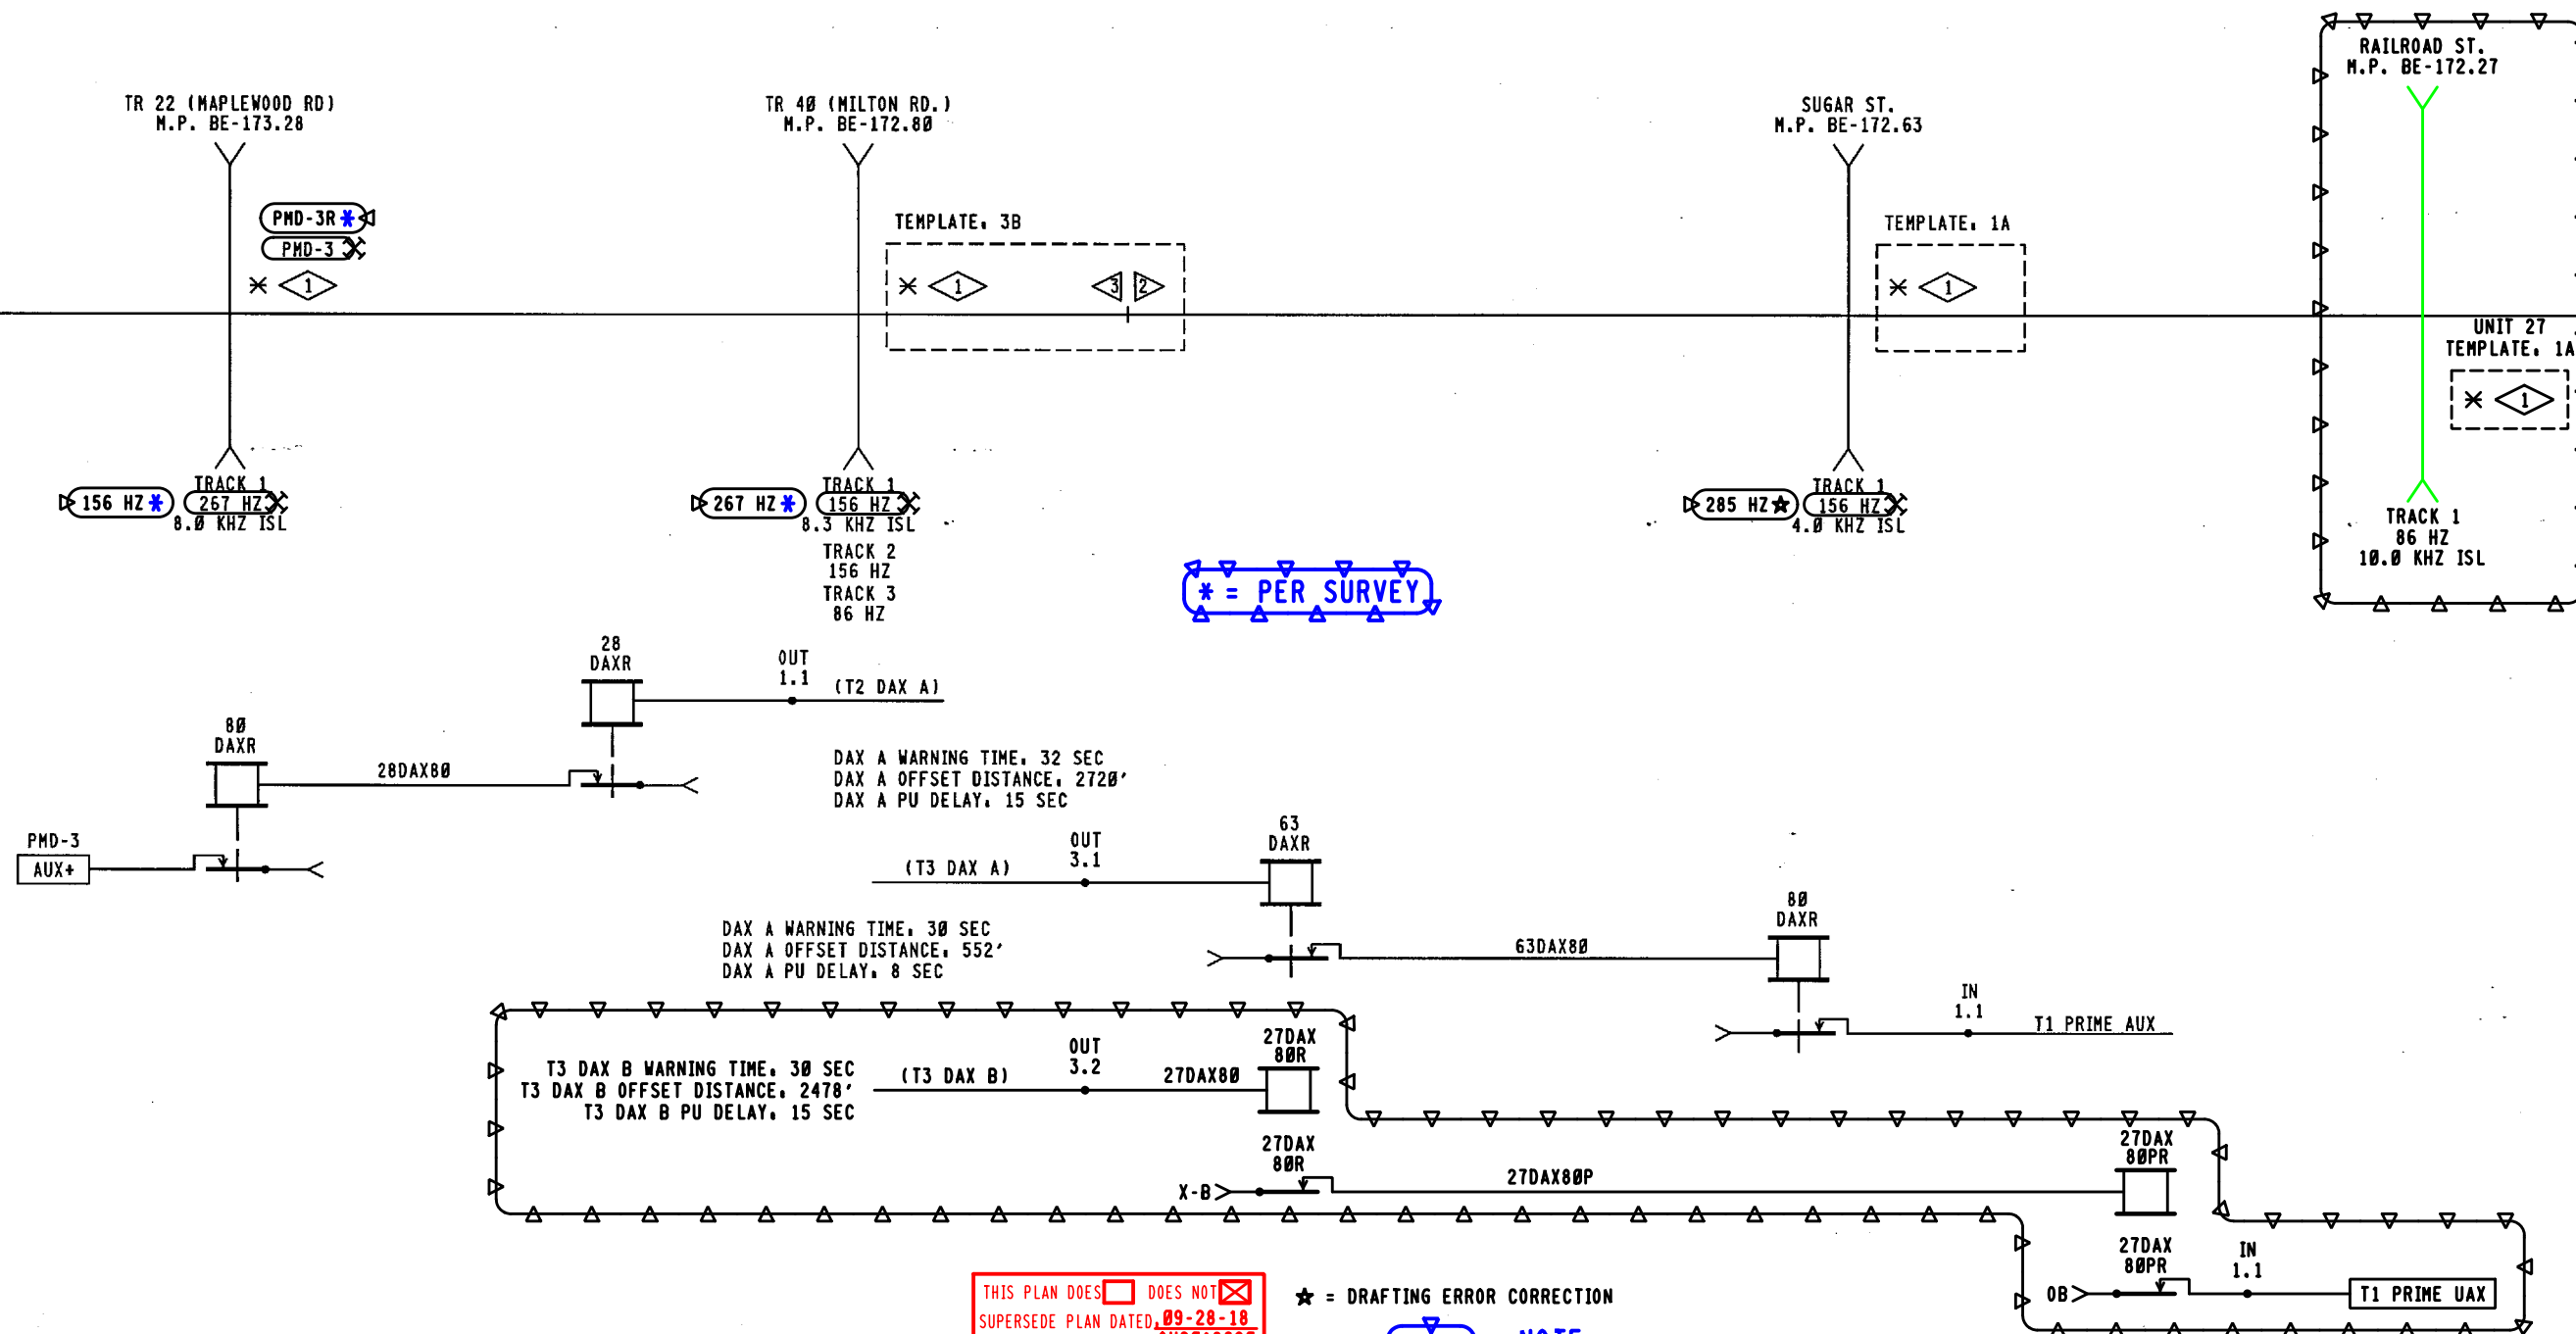 RAILROAD ST.
M.P. BE-172.27
TR 22 (MAPLEWOOD RD)
M.P. BE-173.28
TR 40 (MILTON RD.)
M.P. BE-172.80
SUGAR ST.
M.P. BE-172.63
PMD-3R *
PMD-3
1
TEMPLATE: 3B
1
3
2
TEMPLATE: 1A
1
UNIT 27
TEMPLATE: 1A
1
156 HZ *
TRACK 1
267 HZ
8.0 KHZ ISL
267 HZ *
TRACK 1
156 HZ
8.3 KHZ ISL
TRACK 2
156 HZ
TRACK 3
86 HZ
285 HZ ☆
TRACK 1
156 HZ
4.0 KHZ ISL
TRACK 1
86 HZ
10.0 KHZ ISL
* = PER SURVEY
28
DAXR
OUT
1.1
(T2 DAX A)
80
DAXR
28DAX80
DAX A WARNING TIME: 32 SEC
DAX A OFFSET DISTANCE: 2720'
DAX A PU DELAY: 15 SEC
PMD-3
AUX+
63
DAXR
OUT
3.1
(T3 DAX A)
80
DAXR
DAX A WARNING TIME: 30 SEC
DAX A OFFSET DISTANCE: 552'
DAX A PU DELAY: 8 SEC
63DAX80
IN
1.1
T1 PRIME AUX
27DAX
80R
OUT
3.2
T3 DAX B WARNING TIME: 30 SEC
T3 DAX B OFFSET DISTANCE: 2478'
T3 DAX B PU DELAY: 15 SEC
(T3 DAX B)
27DAX80
27DAX
80R
27DAX
80PR
X-B
27DAX80P
27DAX
80PR
IN
1.1
OB
T1 PRIME UAX
THIS PLAN DOES DOES NOT
SUPERSEDE PLAN DATED: 09-28-18
☆ = DRAFTING ERROR CORRECTION
NOTE